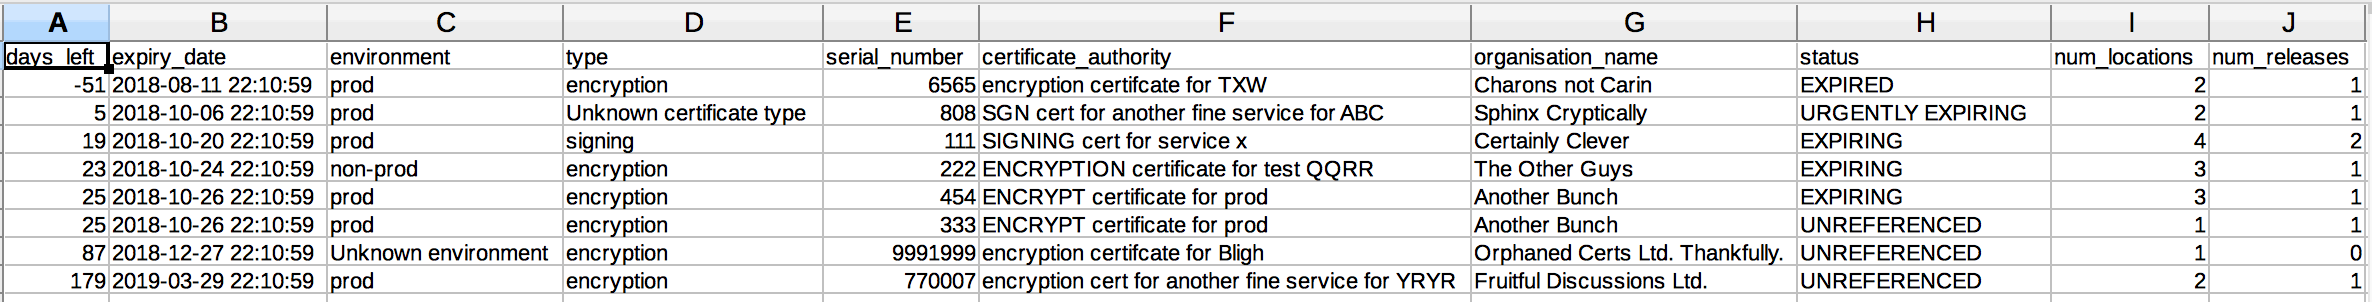 A B C D E F G H I J
days_left expiry_date environment type serial_number certificate_authority organisation_name status num_locations num_releases
-51 2018-08-11 22:10:59 prod encryption 6565 encryption certifcate for TXW Charons not Carin EXPIRED 2 1
5 2018-10-06 22:10:59 prod Unknown certificate type 808 SGN cert for another fine service for ABC Sphinx Cryptically URGENTLY EXPIRING 2 1
19 2018-10-20 22:10:59 prod signing 111 SIGNING cert for service x Certainly Clever EXPIRING 4 2
23 2018-10-24 22:10:59 non-prod encryption 222 ENCRYPTION certificate for test QQRR The Other Guys EXPIRING 3 1
25 2018-10-26 22:10:59 prod encryption 454 ENCRYPT certificate for prod Another Bunch EXPIRING 3 1
25 2018-10-26 22:10:59 prod encryption 333 ENCRYPT certificate for prod Another Bunch UNREFERENCED 1 1
87 2018-12-27 22:10:59 Unknown environment encryption 9991999 encryption certifcate for Bligh Orphaned Certs Ltd. Thankfully. UNREFERENCED 1 0
179 2019-03-29 22:10:59 prod encryption 770007 encryption cert for another fine service for YRYR Fruitful Discussions Ltd. UNREFERENCED 2 1